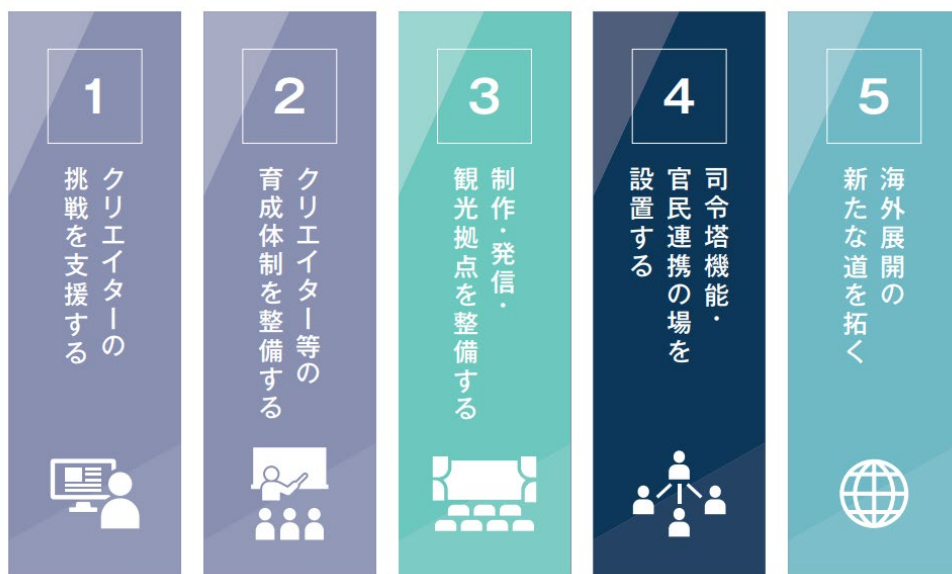 1
クリエイターの
挑戦を支援する
2
クリエイター等の
育成体制を整備する
3
制作・発信・
観光拠点を整備する
4
司令塔機能・
官民連携の場を
設置する
5
海外展開の
新たな道を拓く